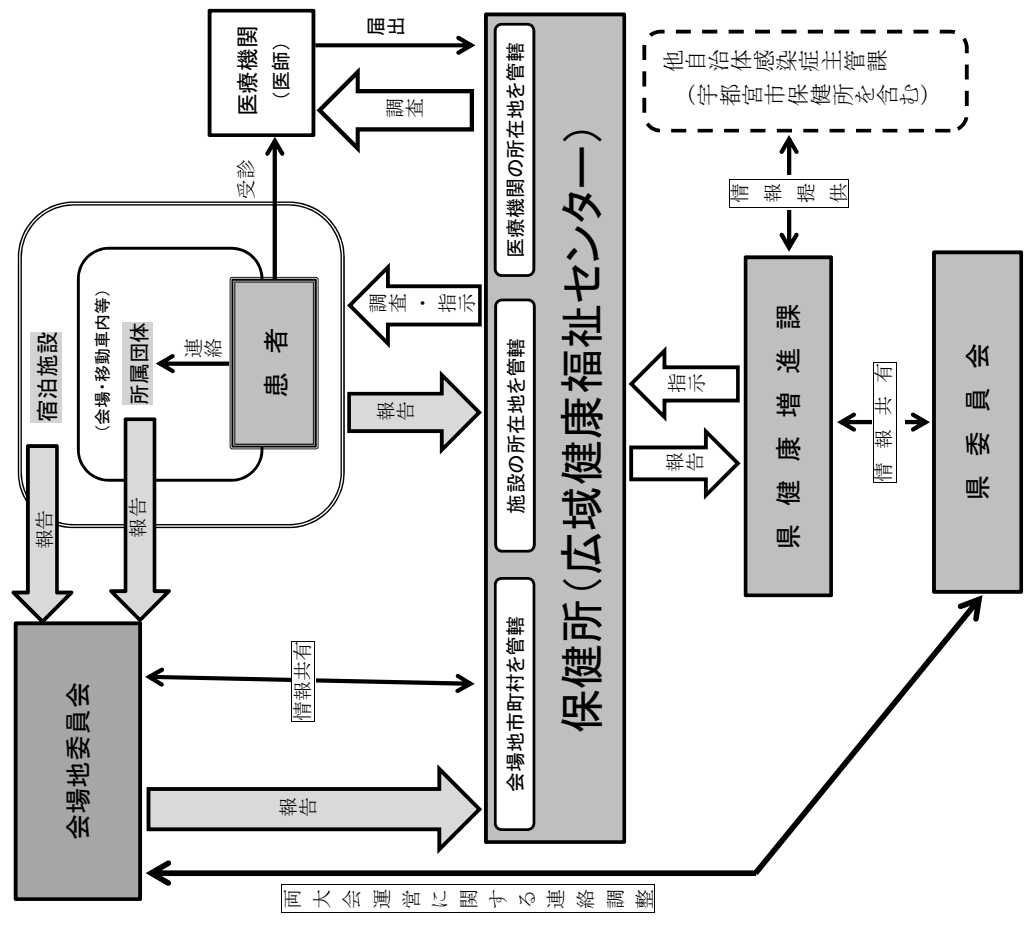 会場地委員会
宿泊施設
(会場・移動車内等)
所属団体
連絡
患者
報告
報告
受診
医療機関
(医師)
届出
調査
調査・指示
報告
情報共有
報告
会場地市町村を管轄
施設の所在地を管轄
医療機関の所在地を管轄
保健所(広域健康福祉センター)
報告
指示
他自治体感染症主管課
(宇都宮市保健所を含む)
情報提供
県健康増進課
情報共有
県委員会
両大会運営に関する連絡調整